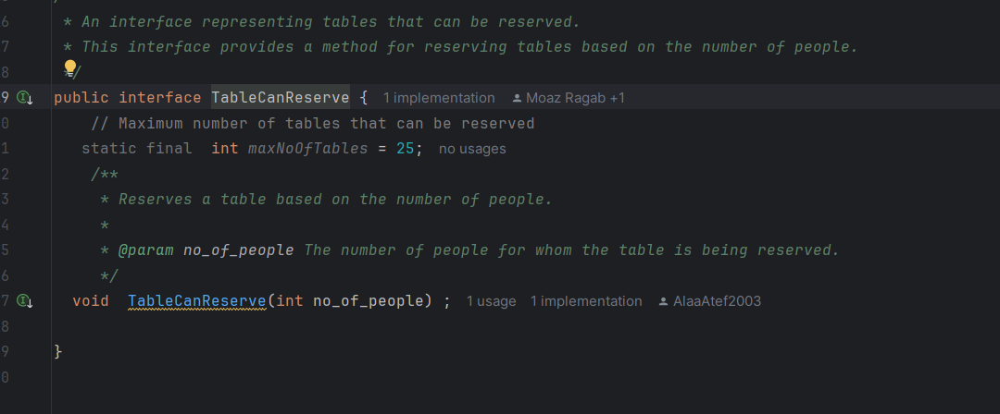 6 * An interface representing tables that can be reserved.
7 * This interface provides a method for reserving tables based on the number of people.
8 */
9 public interface TableCanReserve { 1 implementation Moaz Ragab +1
0 // Maximum number of tables that can be reserved
1 static final int maxNoOfTables = 25; no usages
2 /**
3 * Reserves a table based on the number of people.
4 *
5 * @param no_of_people The number of people for whom the table is being reserved.
6 */
7 void TableCanReserve(int no_of_people) ; 1 usage 1 implementation AlaaAtef2003
8
9 }
0